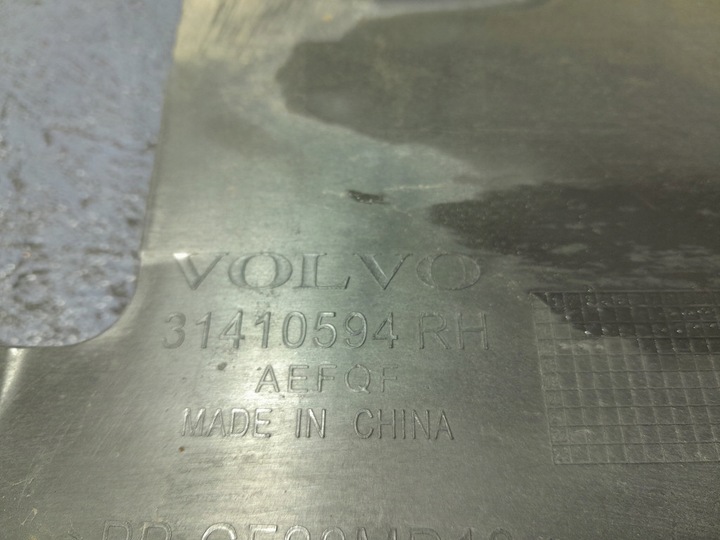 VOLVO
31410594 RH
AEFQF
MADE IN CHINA